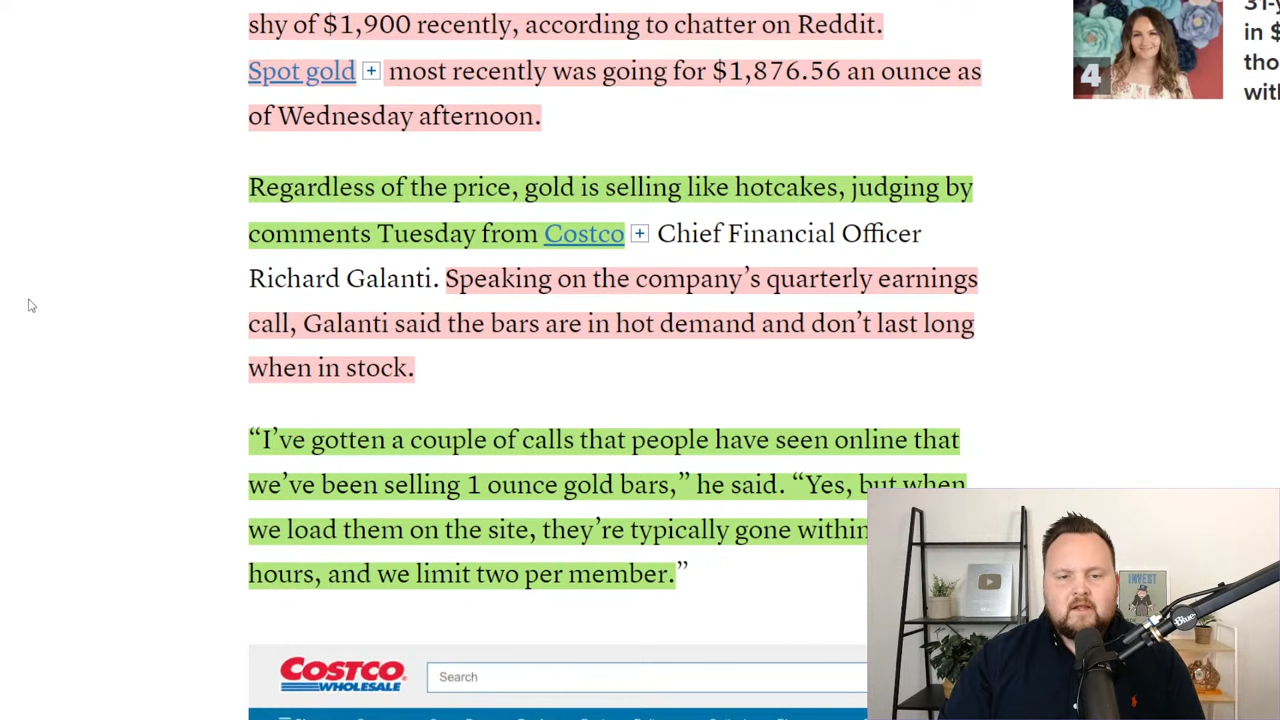 shy of $1,900 recently, according to chatter on Reddit.
Spot gold + most recently was going for $1,876.56 an ounce as
of Wednesday afternoon.
Regardless of the price, gold is selling like hotcakes, judging by
comments Tuesday from Costco + Chief Financial Officer
Richard Galanti. Speaking on the company’s quarterly earnings
call, Galanti said the bars are in hot demand and don’t last long
when in stock.
“I’ve gotten a couple of calls that people have seen online that
we’ve been selling 1 ounce gold bars,” he said. “Yes, but when
we load them on the site, they’re typically gone within
hours, and we limit two per member.”
COSTCO
WHOLESALE
Search
4
in $
tho
with
INVEST
Blue